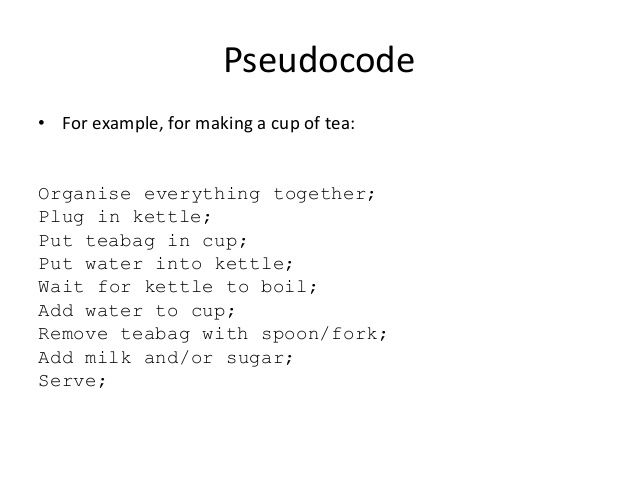 Pseudocode
• For example, for making a cup of tea:
Organise everything together;
Plug in kettle;
Put teabag in cup;
Put water into kettle;
Wait for kettle to boil;
Add water to cup;
Remove teabag with spoon/fork;
Add milk and/or sugar;
Serve;